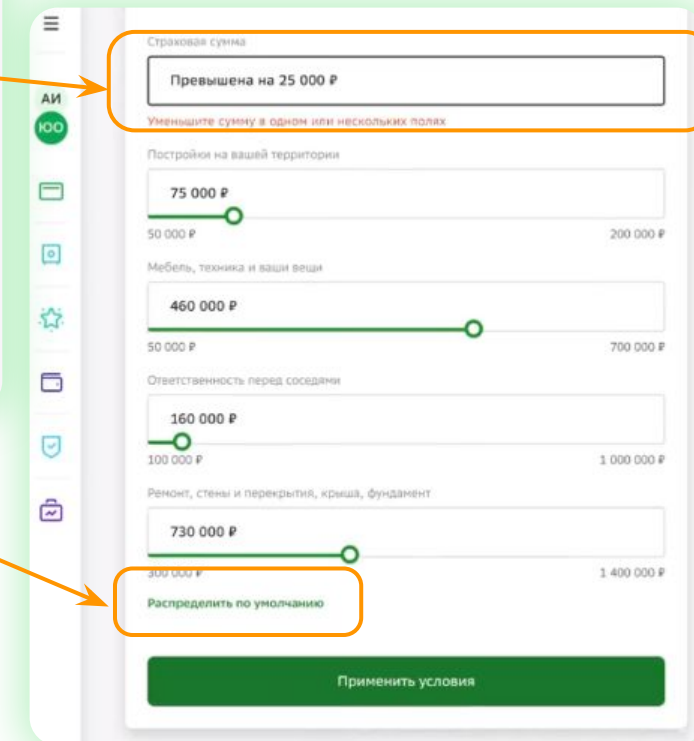 Страховая сумма
Превышена на 25 000 ₽
АИ
ЮО
Уменьшите сумму в одном или нескольких полях
Постройки на вашей территории
75 000 ₽
50 000 ₽ 200 000 ₽
Мебель, техника и ваши вещи
460 000 ₽
50 000 ₽ 700 000 ₽
Ответственность перед соседями
160 000 ₽
100 000 ₽ 1 000 000 ₽
Ремонт, стены и перекрытия, крыша, фундамент
730 000 ₽
300 000 ₽ 1 400 000 ₽
Распределить по умолчанию
Применить условия